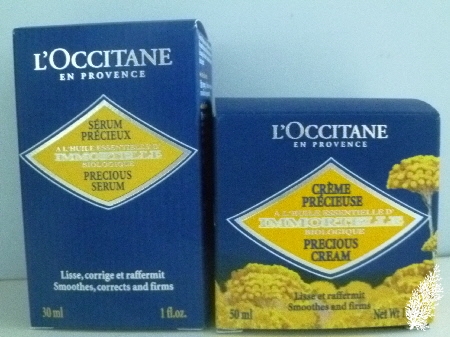 L'OCCITANE
EN PROVENCE
SÉRUM
PRÉCIEUX
A L'HUILE ESSENTIELLE D'
IMMORTELLE
BIOLOGIQUE
PRECIOUS
SERUM
Lisse, corrige et raffermit
Smoothes, corrects and firms
30 ml 1 fl.oz.
L'OCCITANE
EN PROVENCE
CRÈME
PRÉCIEUSE
A L'HUILE ESSENTIELLE D'
IMMORTELLE
BIOLOGIQUE
PRECIOUS
CREAM
Lisse et raffermit
Smoothes and firms
50 ml Net Wt